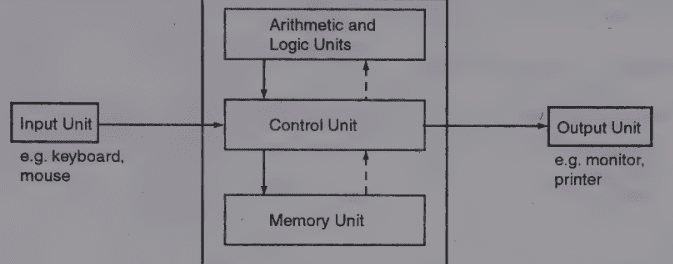 Arithmetic and
Logic Units
Input Unit
e.g. keyboard,
mouse
Control Unit
Output Unit
e.g. monitor,
printer
Memory Unit